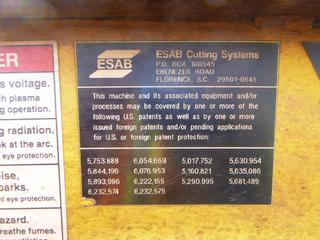 ER
s voltage.
h plasma
g operation.
g radiation.
ok at the arc.
d eye protection.
ise,
parks.
d eye protection.
azard.
reathe fumes.
ventilation
ESAB
ESAB Cutting Systems
P.O. BOX 100545
EBENEZER ROAD
FLORENCE, S.C. 29501-0545
This machine and its associated equipment and/or
processes may be covered by one or more of the
following U.S. patents as well as by one or more
issued foreign patents and/or pending applications
for U.S. or foreign patent protection:
5,753,888 6,054,669 5,017,752 5,630,954
5,844,196 6,076,953 5,160,821 5,635,086
5,893,986 6,222,155 5,290,995 5,681,489
6,232,574 6,232,575